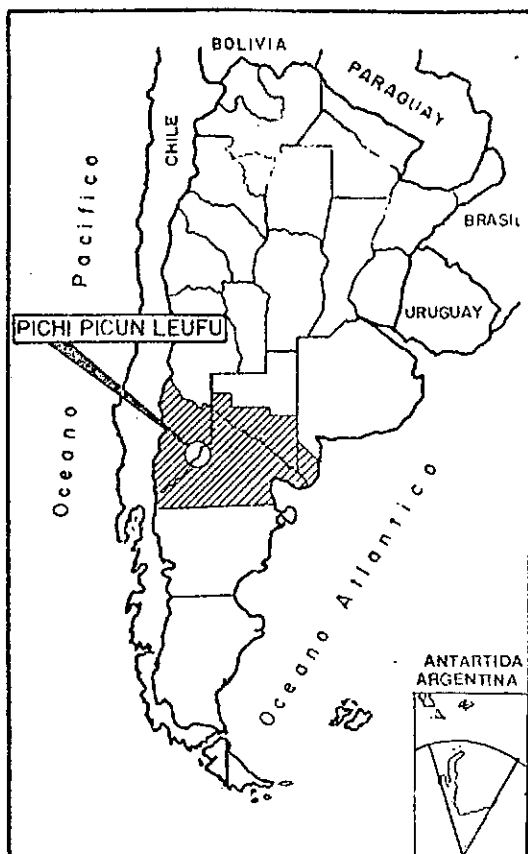 BOLIVIA
PARAGUAY
CHILE
BRASIL
Pacifico
URUGUAY
PICHI PICUN LEUFU
Oceano
Oceano Atlantico
ANTARTIDA
ARGENTINA